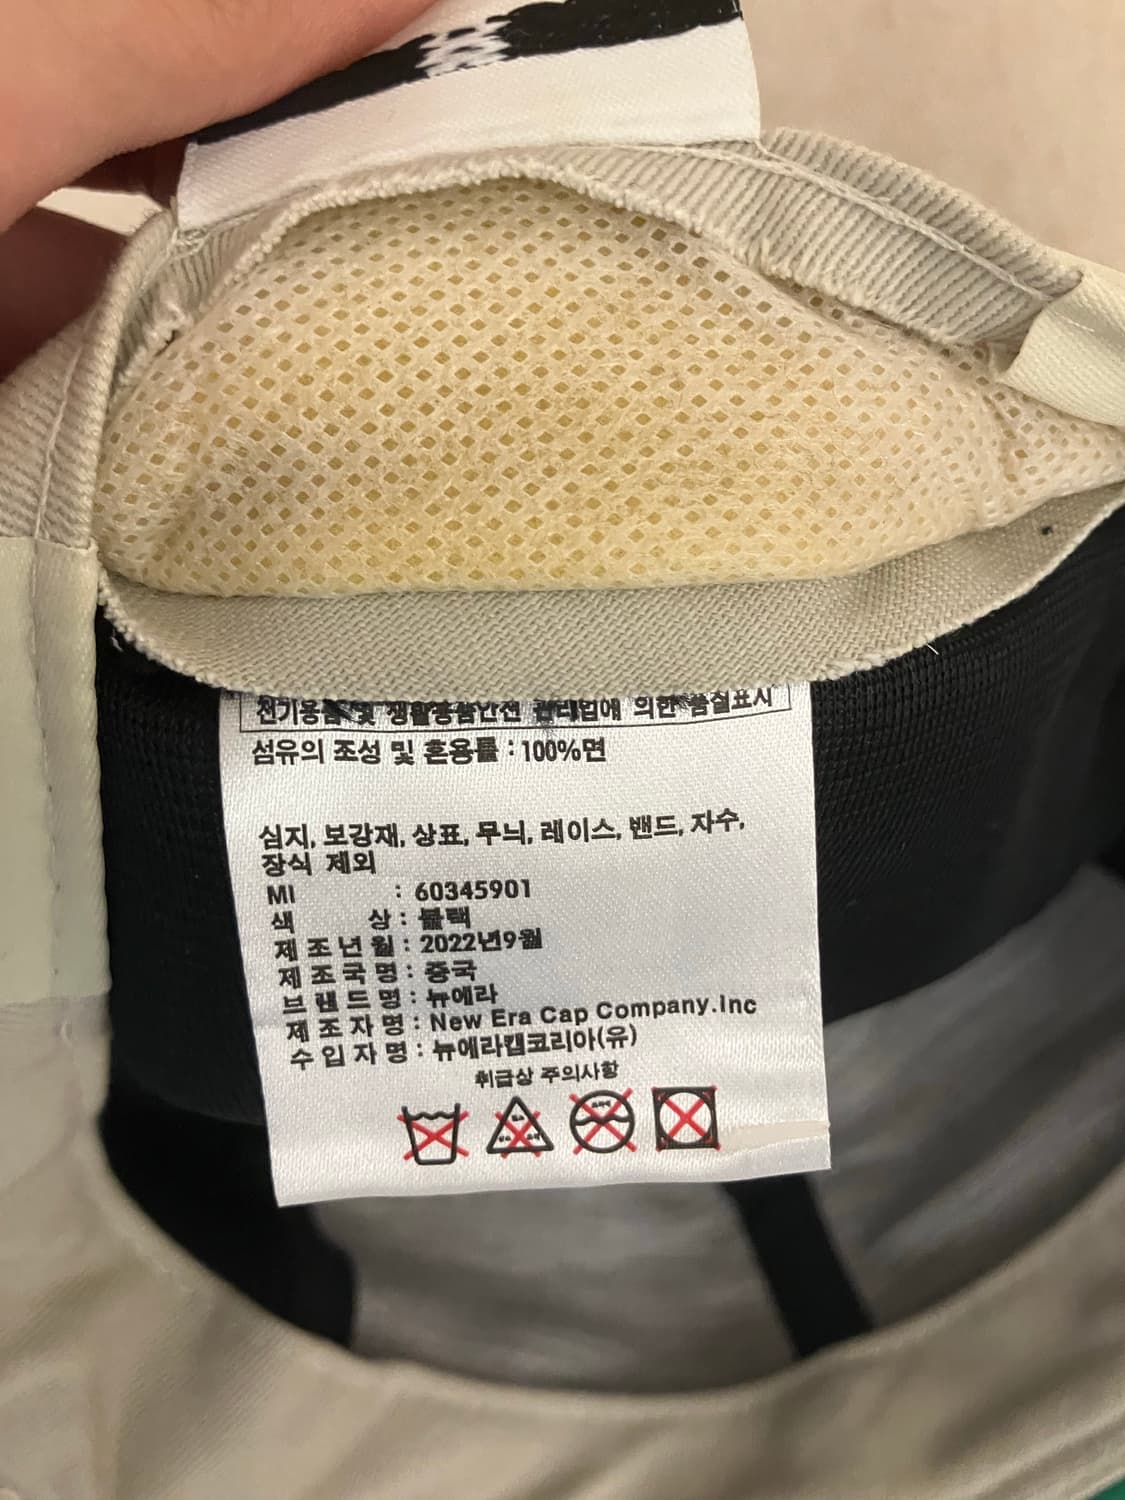 전기용품 및 생활용품안전 관리법에 의한 품질표시
섬유의 조성 및 혼용률 : 100%면
심지, 보강재, 상표, 무늬, 레이스, 밴드, 자수,
장식 제외
MI : 60345901
색 상 : 블랙
제 조 년 월 : 2022년9월
제 조 국 명 : 중국
브 랜 드 명 : 뉴에라
제 조 자 명 : New Era Cap Company.Inc
수 입 자 명 : 뉴에라캡코리아(유)
취급상 주의사항